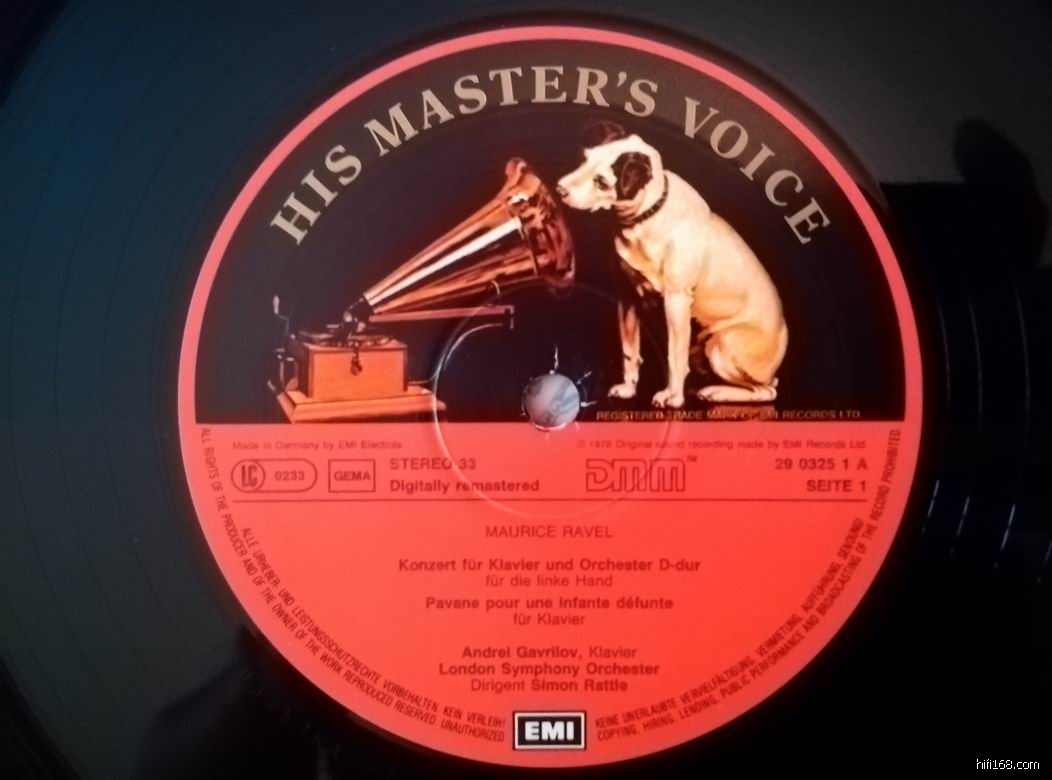 HIS MASTER'S VOICE
REGISTERED TRADE MARK OF EMI RECORDS LTD.
Made in Germany by EMI Electrola
℗ 1978 Original sound recording made by EMI Records Ltd.
LC 0233
GEMA
STEREO 33
Digitally remastered
DMM™
29 0325 1 A
SEITE 1
MAURICE RAVEL
Konzert für Klavier und Orchester D-dur
für die linke Hand
Pavane pour une infante défunte
für Klavier
Andrei Gavrilov, Klavier
London Symphony Orchester
Dirigent Simon Rattle
EMI
ALLE URHEBER- UND LEISTUNGSSCHUTZRECHTE VORBEHALTEN KEIN VERLEIH! KEINE UNERLAUBTE VERVIELFÄLTIGUNG, VERMIETUNG, AUFFÜHRUNG, SENDUNG!
ALL RIGHTS OF THE PRODUCER AND OF THE OWNER OF THE WORK REPRODUCED RESERVED. UNAUTHORIZED COPYING, HIRING, LENDING, PUBLIC PERFORMANCE AND BROADCASTING OF THE RECORD PROHIBITED
hifi168.com